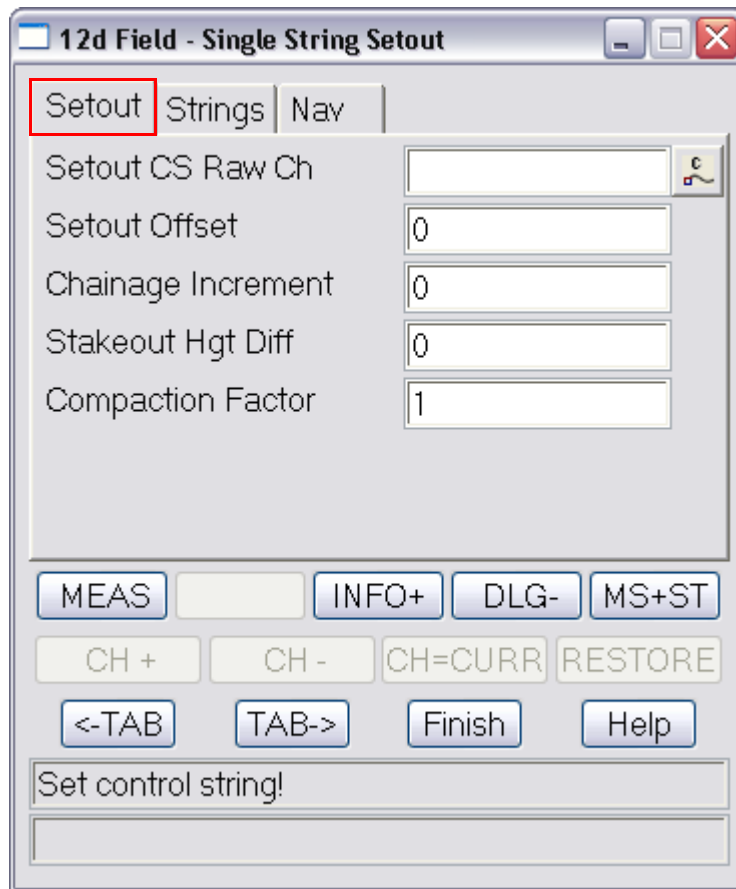 12d Field - Single String Setout
Setout Strings Nav
Setout CS Raw Ch c
Setout Offset 0
Chainage Increment 0
Stakeout Hgt Diff 0
Compaction Factor 1
MEAS INFO+ DLG- MS+ST
CH + CH - CH=CURR RESTORE
<-TAB TAB-> Finish Help
Set control string!